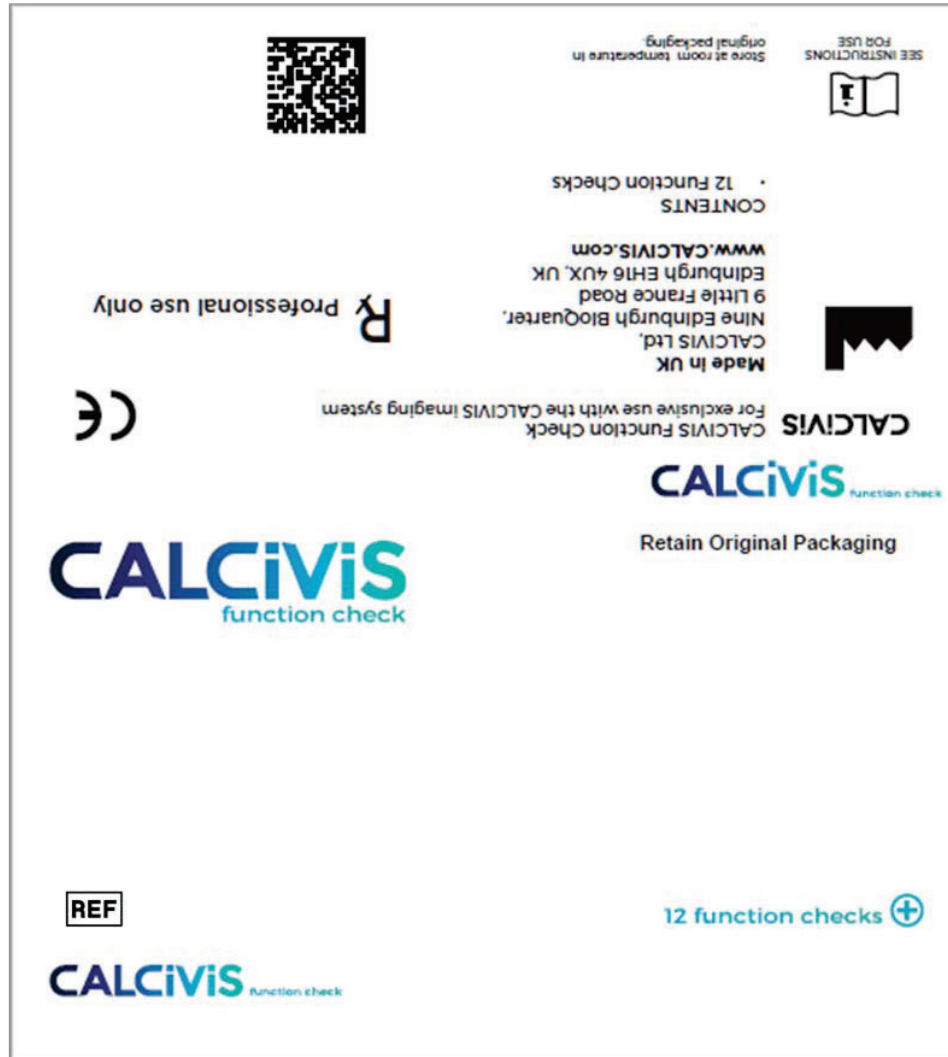 CALCiViS
CALCIVIS Function Check
For exclusive use with the CALCIVIS imaging system
CE
Made in UK
CALCIVIS Ltd,
Nine Edinburgh BioQuarter,
9 Little France Road
Edinburgh EH16 4UX, UK
www.CALCIVIS.com
Rx Professional use only
CONTENTS
• 12 Function Checks
i
SEE INSTRUCTIONS
FOR USE
Store at room temperature in
original packaging.
CALCiViS function check
Retain Original Packaging
CALCiViS
function check
REF
12 function checks
CALCiViS function check